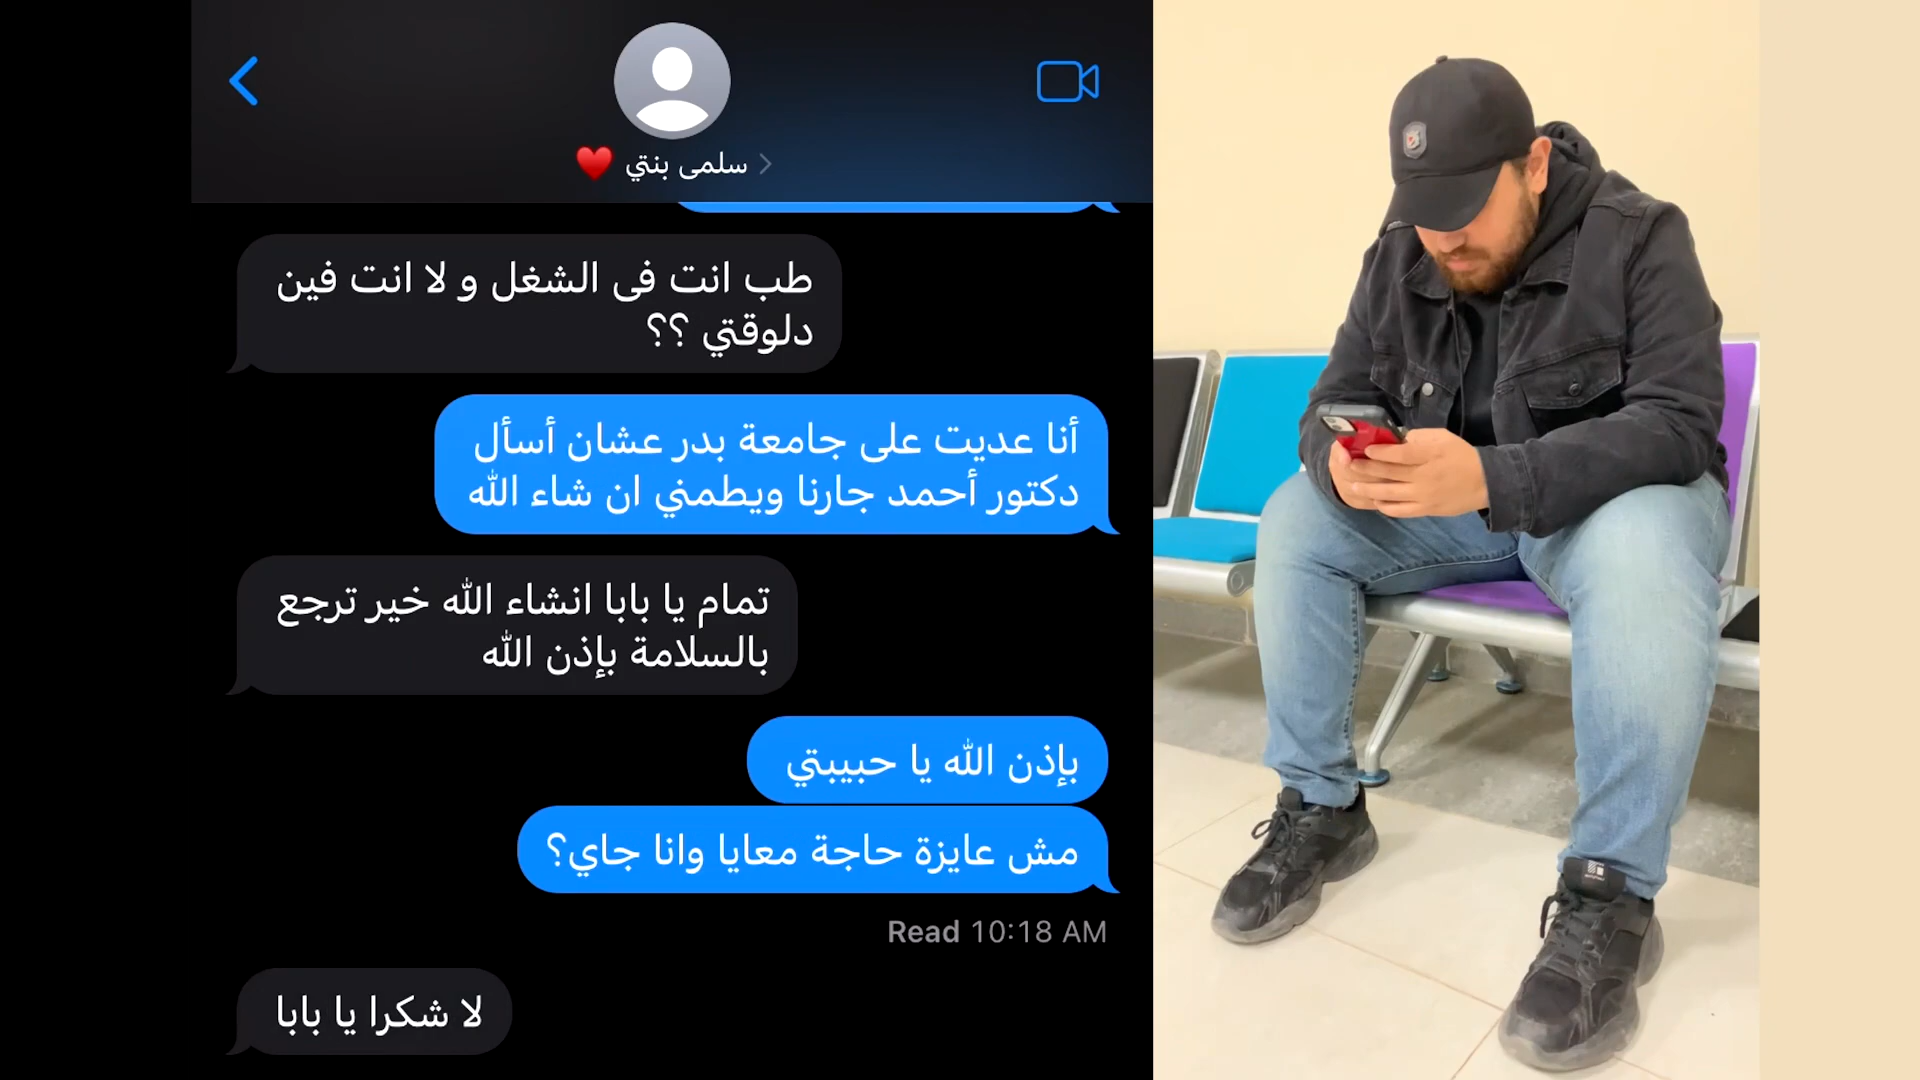 سلمى بنتي ❤️
طب انت فى الشغل و لا انت فين
دلوقتي ؟؟
أنا عديت على جامعة بدر عشان أسأل
دكتور أحمد جارنا ويطمني ان شاء الله
تمام يا بابا انشاء الله خير ترجع
بالسلامة بإذن الله
بإذن الله يا حبيبتي
مش عايزة حاجة معايا وانا جاي؟
Read 10:18 AM
لا شكرا يا بابا